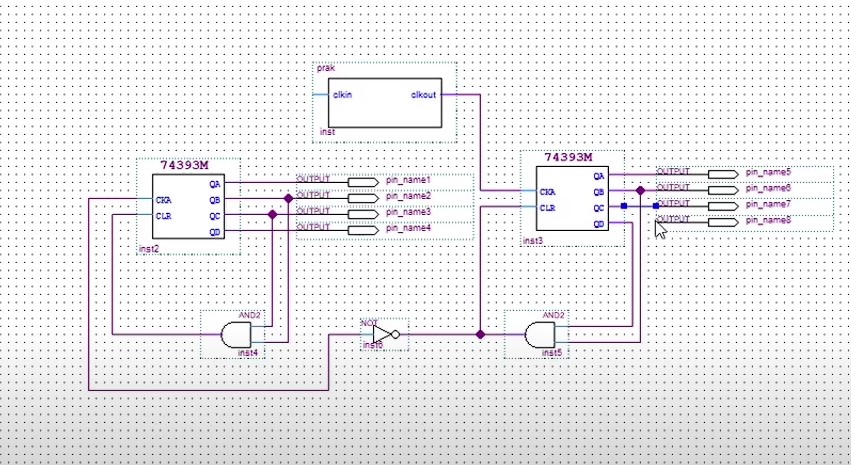 prak
clkin clkout
inst
74393M
CKA
CLR
QA
QB
QC
QD
inst2
OUTPUT pin_name1
OUTPUT pin_name2
OUTPUT pin_name3
OUTPUT pin_name4
74393M
CKA
CLR
QA
QB
QC
QD
inst3
OUTPUT pin_name5
OUTPUT pin_name6
OUTPUT pin_name7
OUTPUT pin_name8
AND2
inst4
NOT
inst6
AND2
inst5